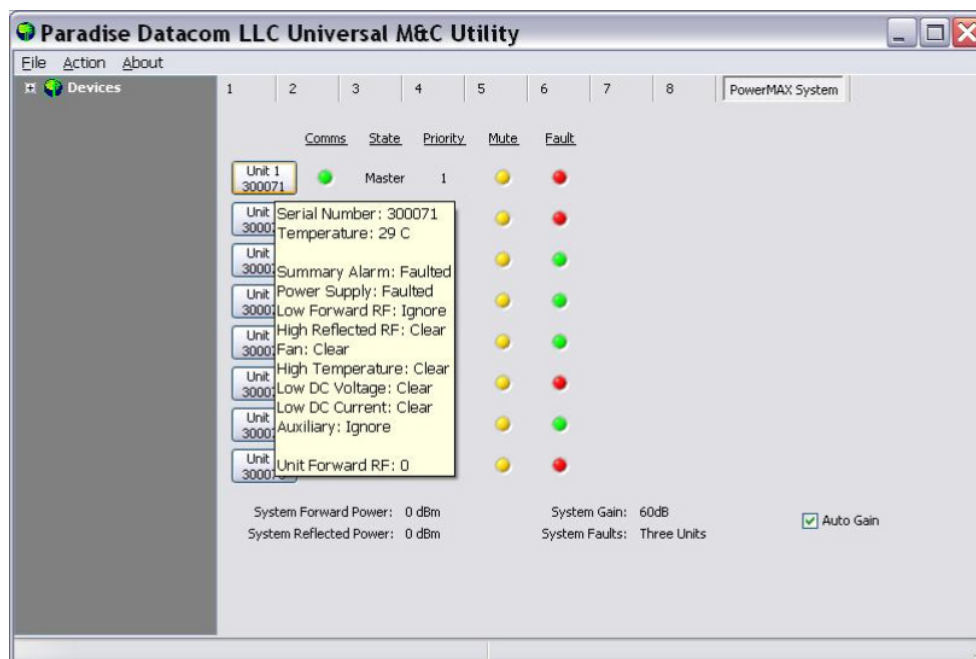 Paradise Datacom LLC Universal M&C Utility
File Action About
Devices
1 2 3 4 5 6 7 8 PowerMAX System
Comms State Priority Mute Fault
Unit 1
300071
Master 1
Unit
Serial Number: 300071
Temperature: 29 C
Unit
Summary Alarm: Faulted
Unit
Power Supply: Faulted
Low Forward RF: Ignore
Unit
High Reflected RF: Clear
Fan: Clear
Unit
High Temperature: Clear
Low DC Voltage: Clear
Unit
Low DC Current: Clear
Auxiliary: Ignore
Unit
Unit Forward RF: 0
System Forward Power: 0 dBm System Gain: 60dB
Auto Gain
System Reflected Power: 0 dBm System Faults: Three Units